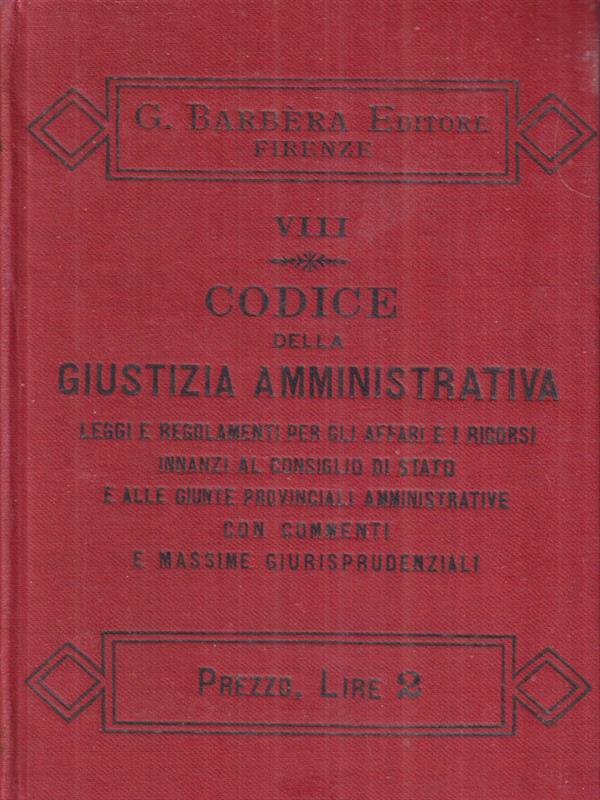 G. BARBÈRA EDITORE
FIRENZE
VIII
CODICE
DELLA
GIUSTIZIA AMMINISTRATIVA
LEGGI E REGOLAMENTI PER GLI AFFARI E I RICORSI
INNANZI AL CONSIGLIO DI STATO
E ALLE GIUNTE PROVINCIALI AMMINISTRATIVE
CON COMMENTI
E MASSIME GIURISPRUDENZIALI
PREZZO, LIRE 2